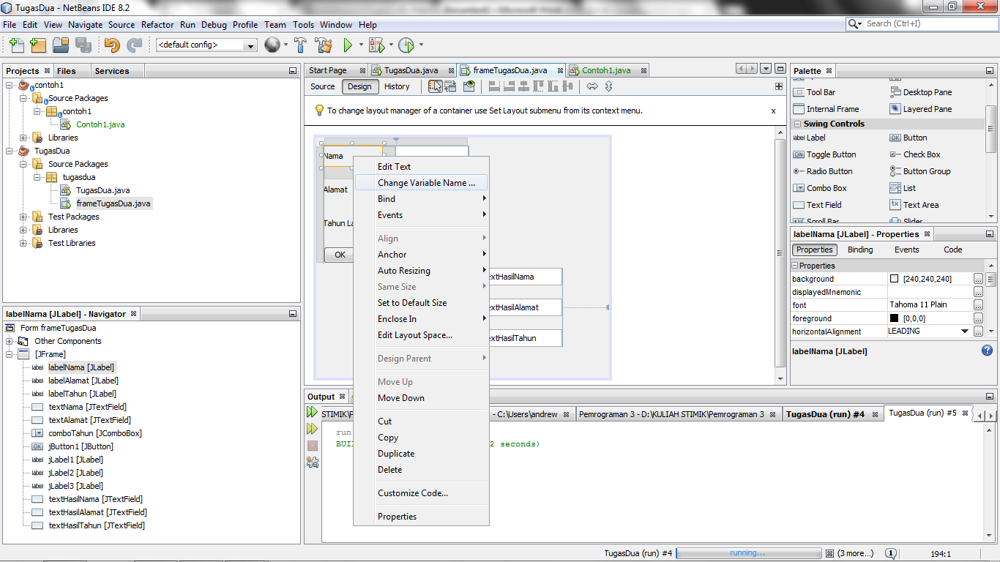 TugasDua - NetBeans IDE 8.2
File Edit View Navigate Source Refactor Run Debug Profile Team Tools Window Help
Search (Ctrl+I)
<default config>
Projects Files Services
contoh1
Source Packages
contoh1
Contoh1.java
Libraries
TugasDua
Source Packages
tugasdua
TugasDua.java
frameTugasDua.java
Test Packages
Libraries
Test Libraries
labelNama [JLabel] - Navigator
Form frameTugasDua
Other Components
[JFrame]
label labelNama [JLabel]
label labelAlamat [JLabel]
label labelTahun [JLabel]
textNama [JTextField]
textAlamat [JTextField]
comboTahun [JComboBox]
OK jButton1 [JButton]
label jLabel1 [JLabel]
label jLabel2 [JLabel]
label jLabel3 [JLabel]
textHasilNama [JTextField]
textHasilAlamat [JTextField]
textHasilTahun [JTextField]
Start Page TugasDua.java frameTugasDua.java Contoh1.java
Source Design History
To change layout manager of a container use Set Layout submenu from its context menu. x
Nama
Alamat
Tahun La
OK
extHasilNama
extHasilAlamat
extHasilTahun
Edit Text
Change Variable Name ...
Bind
Events
Align
Anchor
Auto Resizing
Same Size
Set to Default Size
Enclose In
Edit Layout Space...
Design Parent
Move Up
Move Down
Cut
Copy
Duplicate
Delete
Customize Code...
Properties
Output
STIMIK\P - C:\Users\andrew Pemrograman 3 - D:\KULIAH STIMIK\Pemrograman 3 TugasDua (run) #4 TugasDua (run) #5
run
BUI 2 seconds)
Palette
Tool Bar Desktop Pane
Internal Frame Layered Pane
Swing Controls
label Label OK Button
ON Toggle Button Check Box
Radio Button Button Group
Combo Box List
Text Field Text Area
Scroll Bar Slider
labelNama [JLabel] - Properties
Properties Binding Events Code
Properties
background [240,240,240] ...
displayedMnemonic ...
font Tahoma 11 Plain ...
foreground [0,0,0] ...
horizontalAlignment LEADING ...
labelNama [JLabel]
TugasDua (run) #4 running... (3 more...) 1 194:1